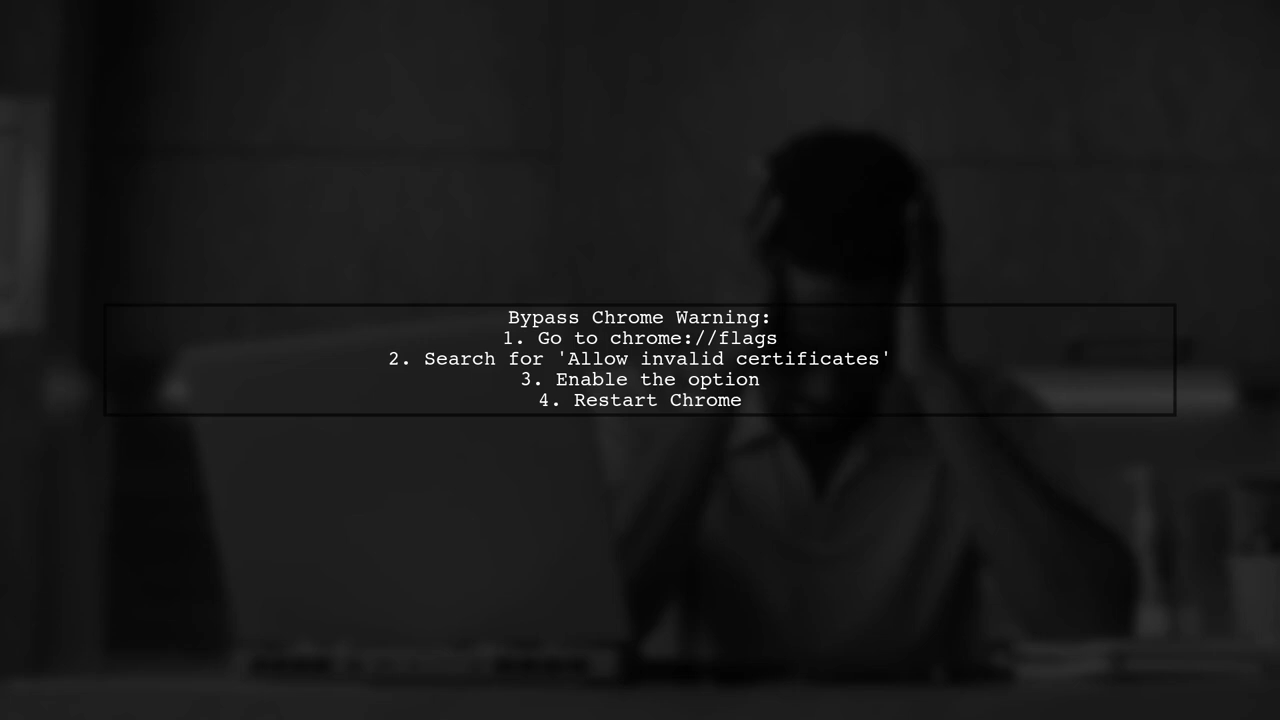 Bypass Chrome Warning:
1. Go to chrome://flags
2. Search for 'Allow invalid certificates'
3. Enable the option
4. Restart Chrome